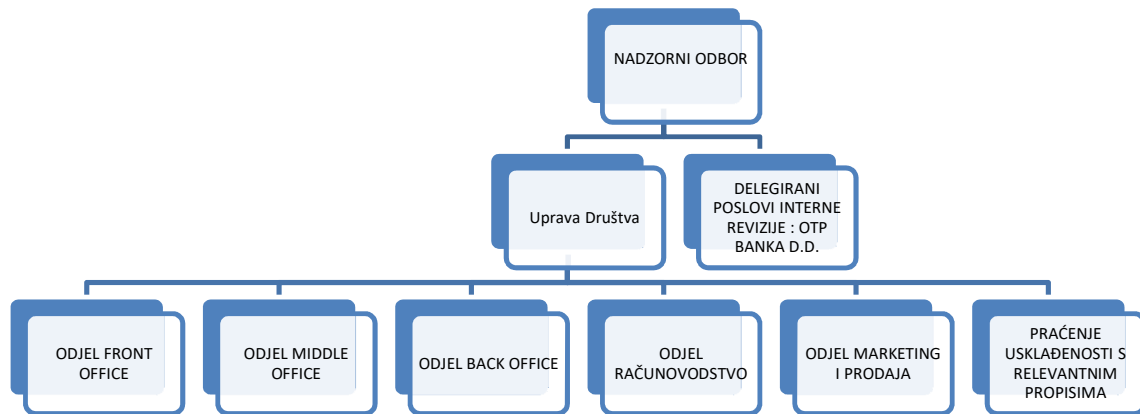 NADZORNI ODBOR
Uprava Društva
DELEGIRANI
POSLOVI INTERNE
REVIZIJE : OTP
BANKA D.D.
ODJEL FRONT
OFFICE
ODJEL MIDDLE
OFFICE
ODJEL BACK OFFICE
ODJEL
RAČUNOVODSTVO
ODJEL MARKETING
I PRODAJA
PRAĆENJE
USKLAĐENOSTI S
RELEVANTNIM
PROPISIMA